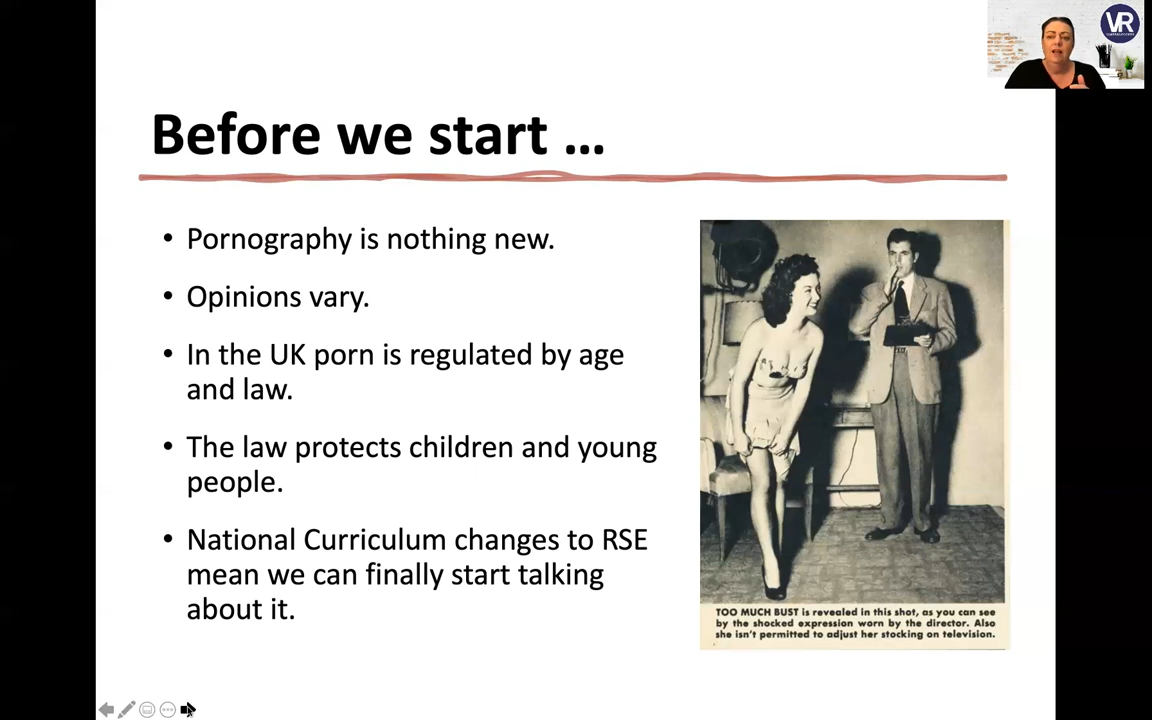 VR
Before we start ...
• Pornography is nothing new.
• Opinions vary.
• In the UK porn is regulated by age
and law.
• The law protects children and young
people.
• National Curriculum changes to RSE
mean we can finally start talking
about it.
TOO MUCH BUST is revealed in this shot, as you can see
by the shocked expression worn by the director. Also
she isn't permitted to adjust her stocking on television.